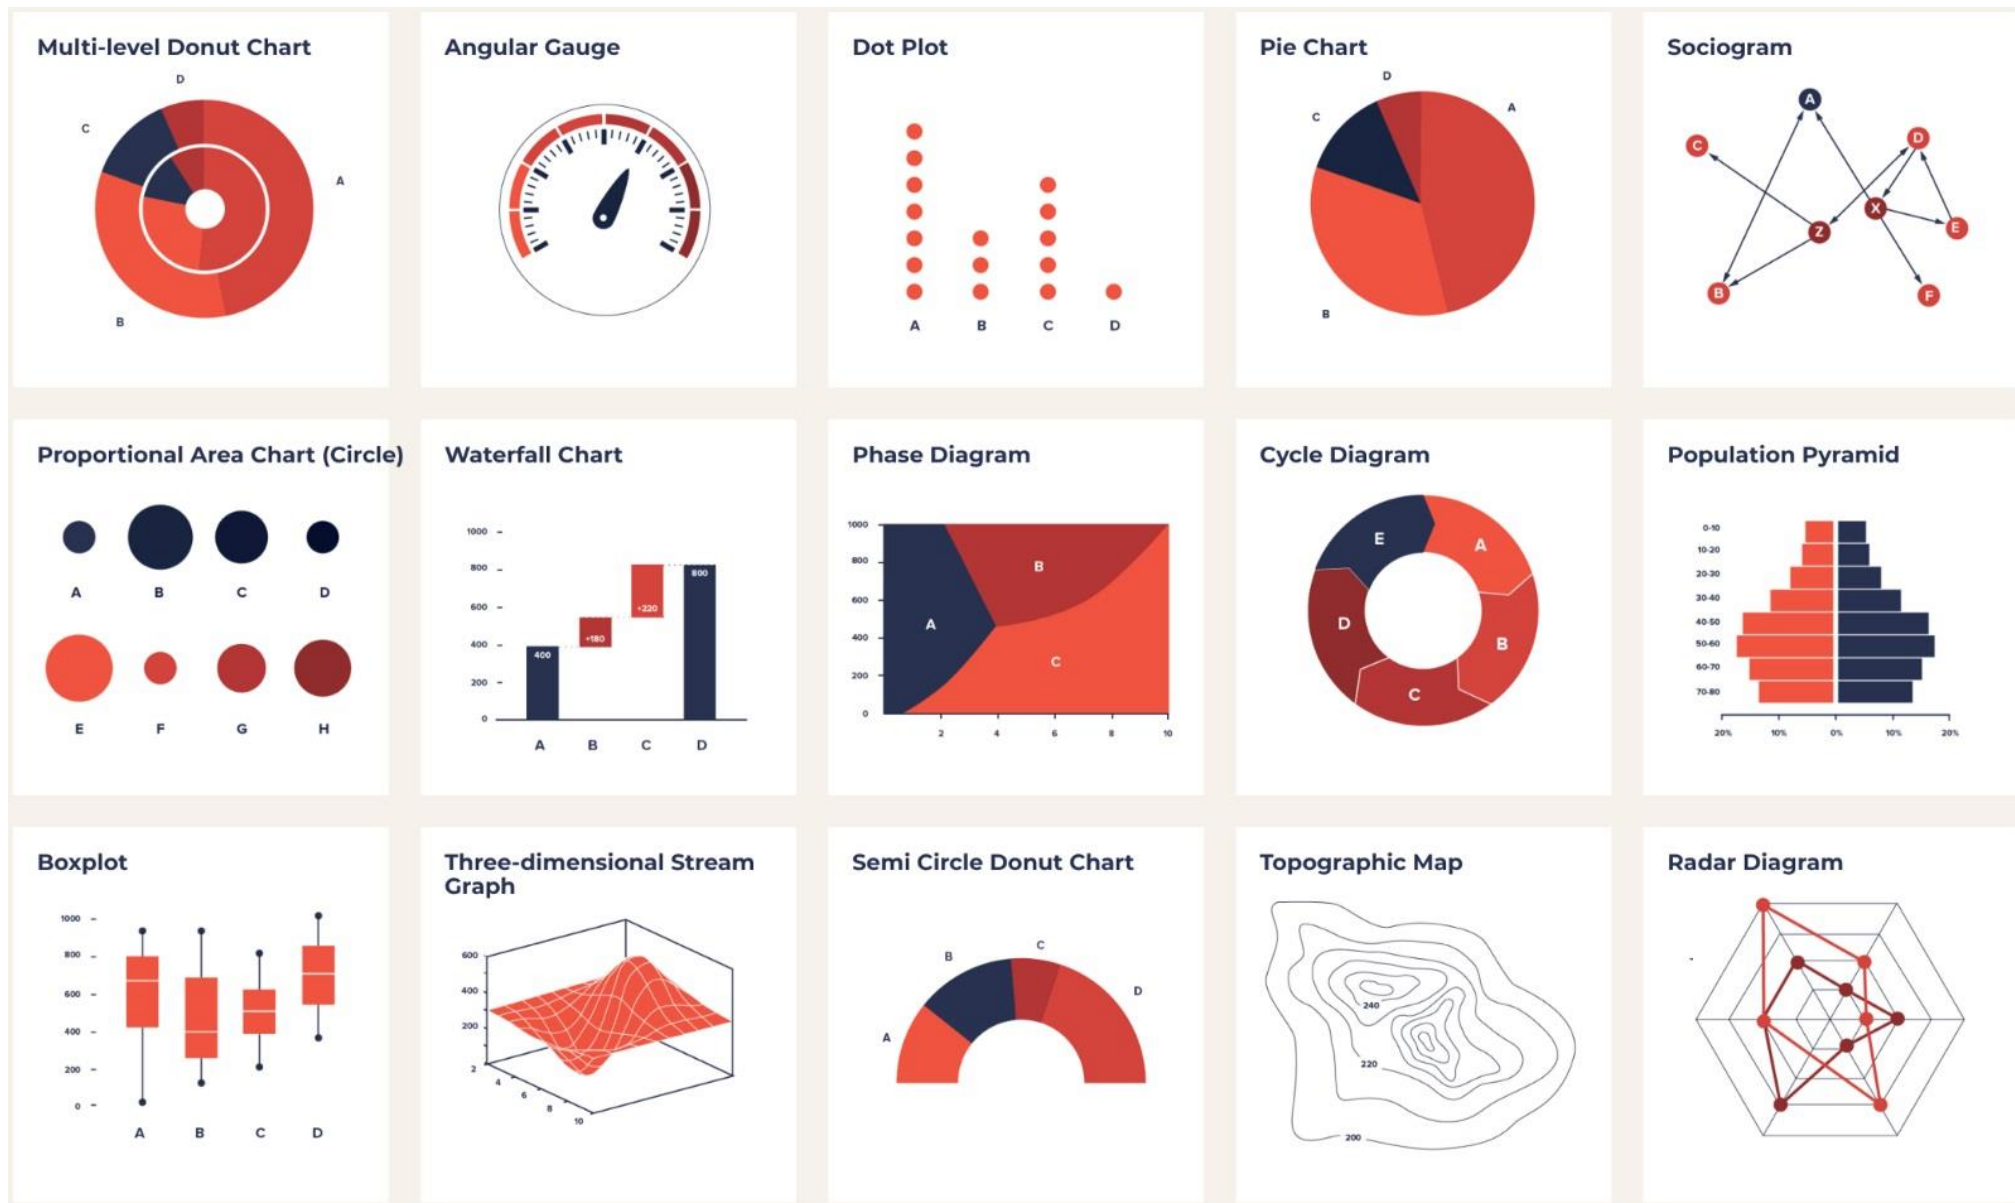 Multi-level Donut Chart
D
C
A
B
Angular Gauge
Dot Plot
A B C D
Pie Chart
D
A
C
B
Sociogram
A
D
C
X
Z
E
B
F
Proportional Area Chart (Circle)
A B C D
E F G H
Waterfall Chart
1000
800
600
400
200
0
400
+180
+220
800
A B C D
Phase Diagram
1000
800
600
400
200
0
B
A
C
2 4 6 8 10
Cycle Diagram
E
A
D
B
C
Population Pyramid
0-10
10-20
20-30
30-40
40-50
50-60
60-70
70-80
20% 10% 0% 10% 20%
Boxplot
1000
800
600
400
200
0
A B C D
Three-dimensional Stream
Graph
600
400
200
2
4
6
8
10
Semi Circle Donut Chart
C
B
D
A
Topographic Map
240
220
200
Radar Diagram